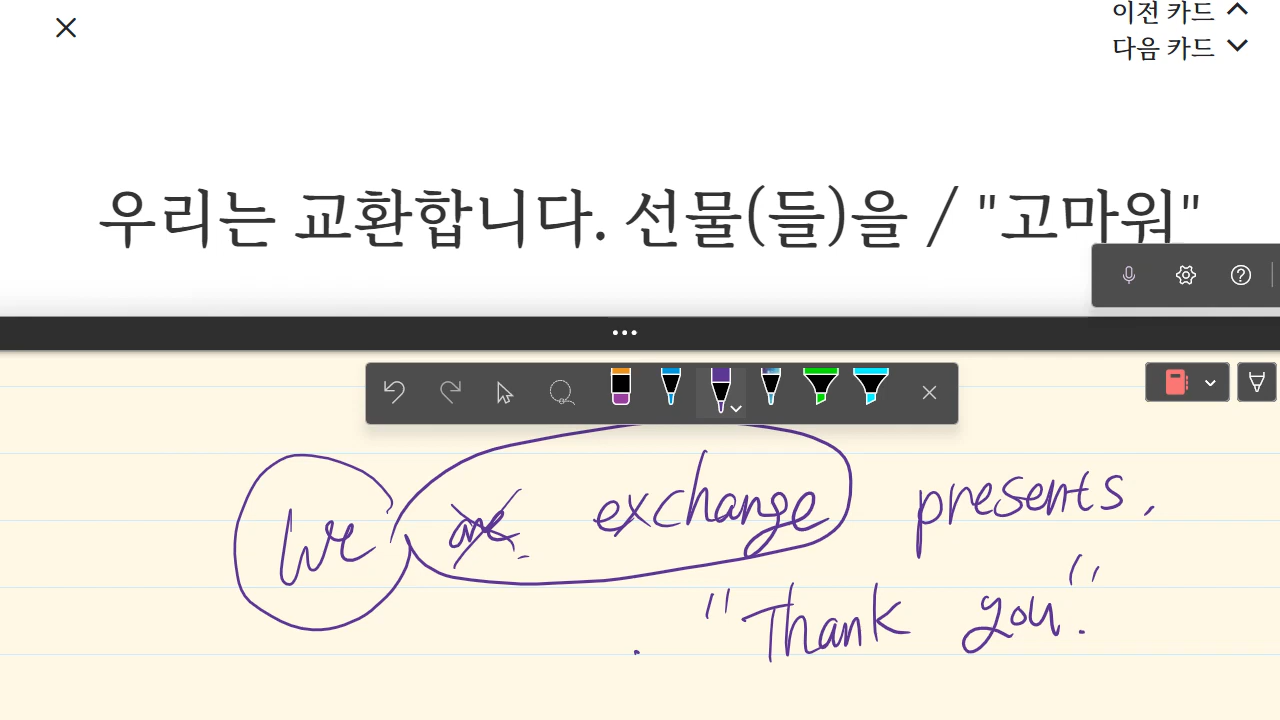 이전 카드
다음 카드
우리는 교환합니다. 선물(들)을 / "고마워"
We are exchange presents.
"Thank you."